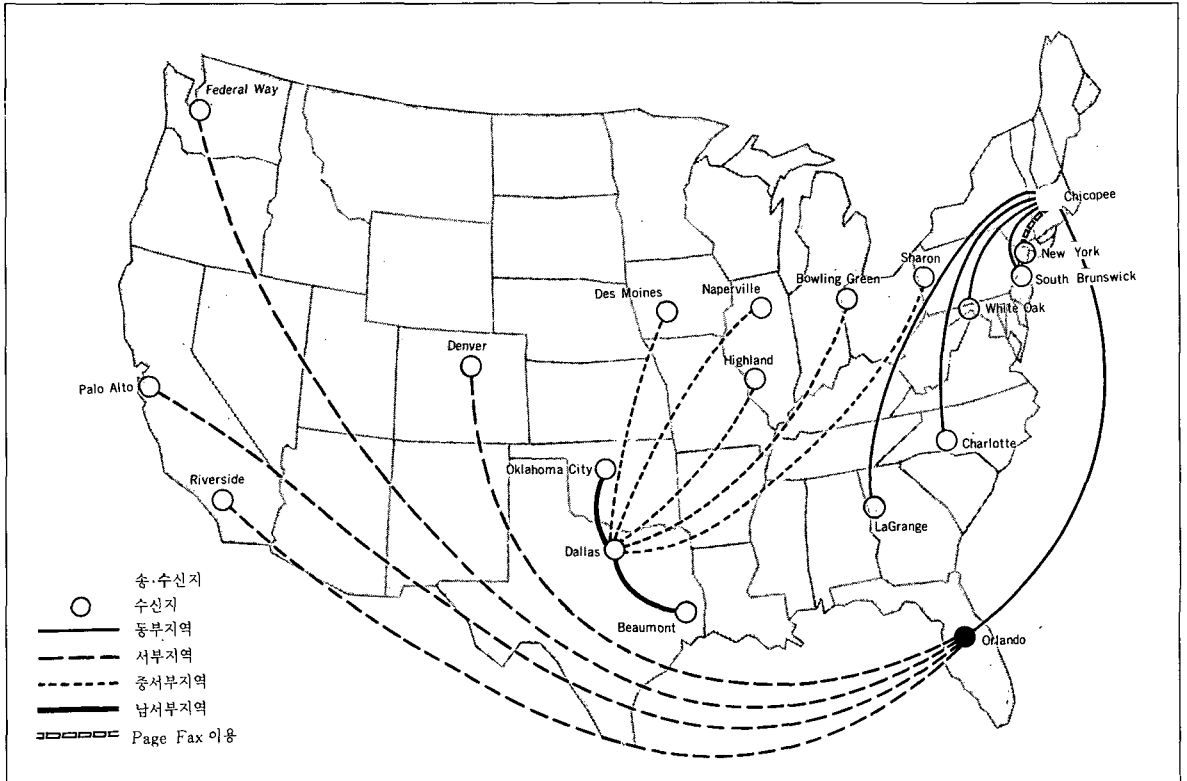 Federal Way
Chicopee
New York
Sharon
South Brunswick
Bowling Green
Naperville
Des Moines
White Oak
Denver
Highland
Palo Alto
Charlotte
Oklahoma City
Riverside
LaGrange
Dallas
Beaumont
Orlando
송·수신지
수신지
동부지역
서부지역
중서부지역
남서부지역
Page Fax 이용